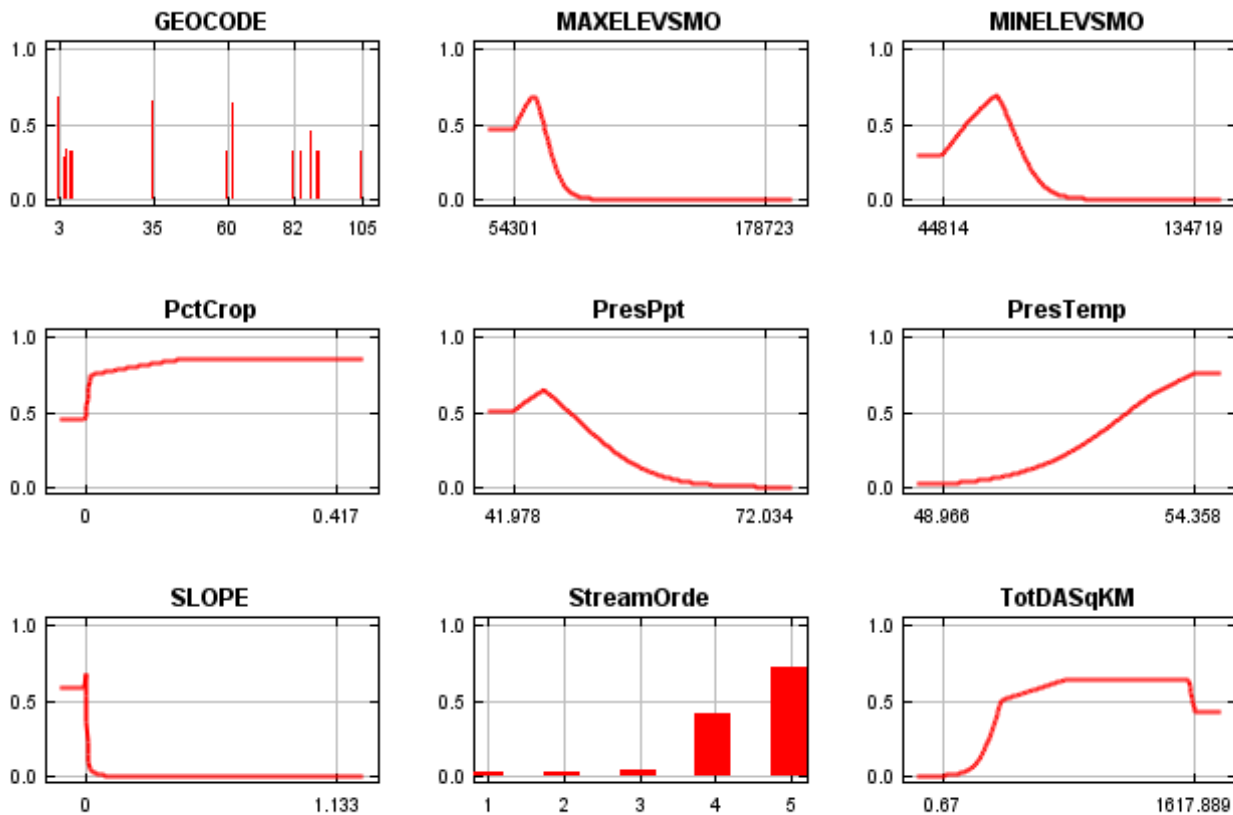 GEOCODE MAXELEVSMO MINELEVSMO
1.0 1.0 1.0
0.5 0.5 0.5
0.0 0.0 0.0
3 35 60 82 105 54301 178723 44814 134719
PctCrop PresPpt PresTemp
1.0 1.0 1.0
0.5 0.5 0.5
0.0 0.0 0.0
0 0.417 41.978 72.034 48.966 54.358
SLOPE StreamOrde TotDASqKM
1.0 1.0 1.0
0.5 0.5 0.5
0.0 0.0 0.0
0 1.133 1 2 3 4 5 0.67 1617.889